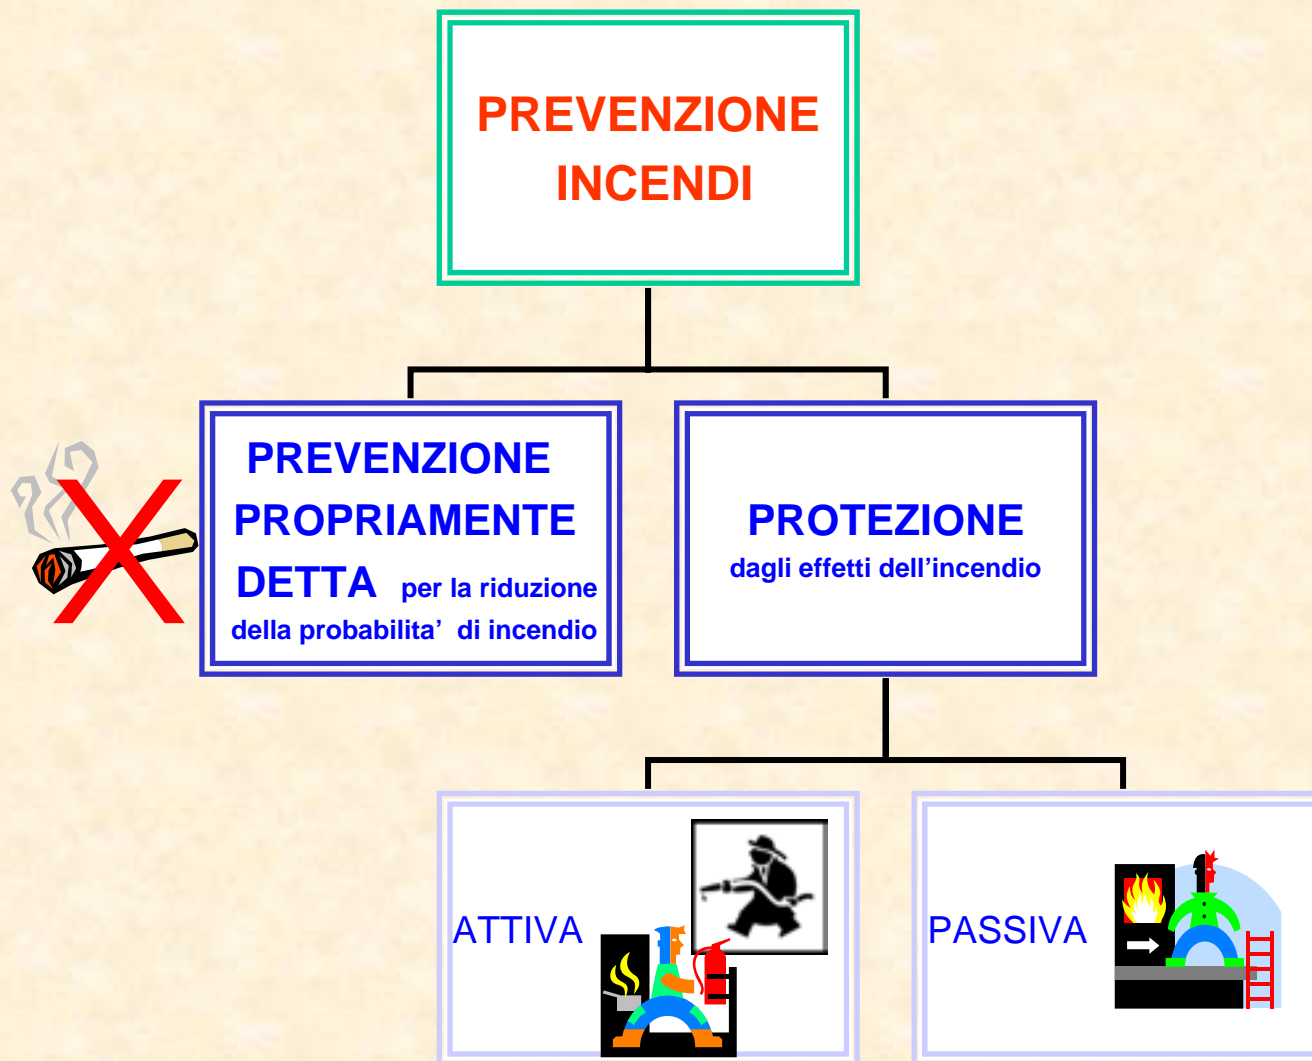 PREVENZIONE
INCENDI
PREVENZIONE
PROPRIAMENTE
DETTA per la riduzione
della probabilita’ di incendio
PROTEZIONE
dagli effetti dell’incendio
ATTIVA
PASSIVA